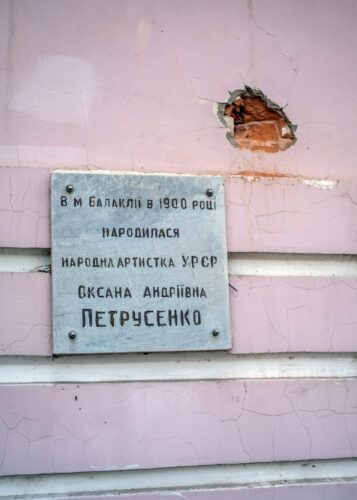 В м Балаклії в 1900 році
народилася
народна артистка УРСР
Оксана Андріївна
Петрусенко